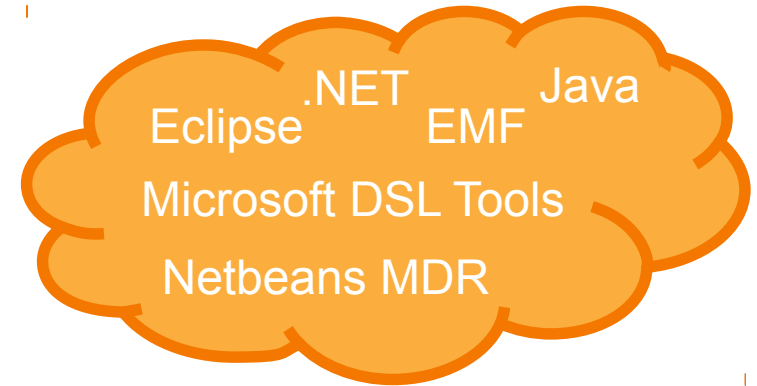 .NET Java
Eclipse EMF
Microsoft DSL Tools
Netbeans MDR